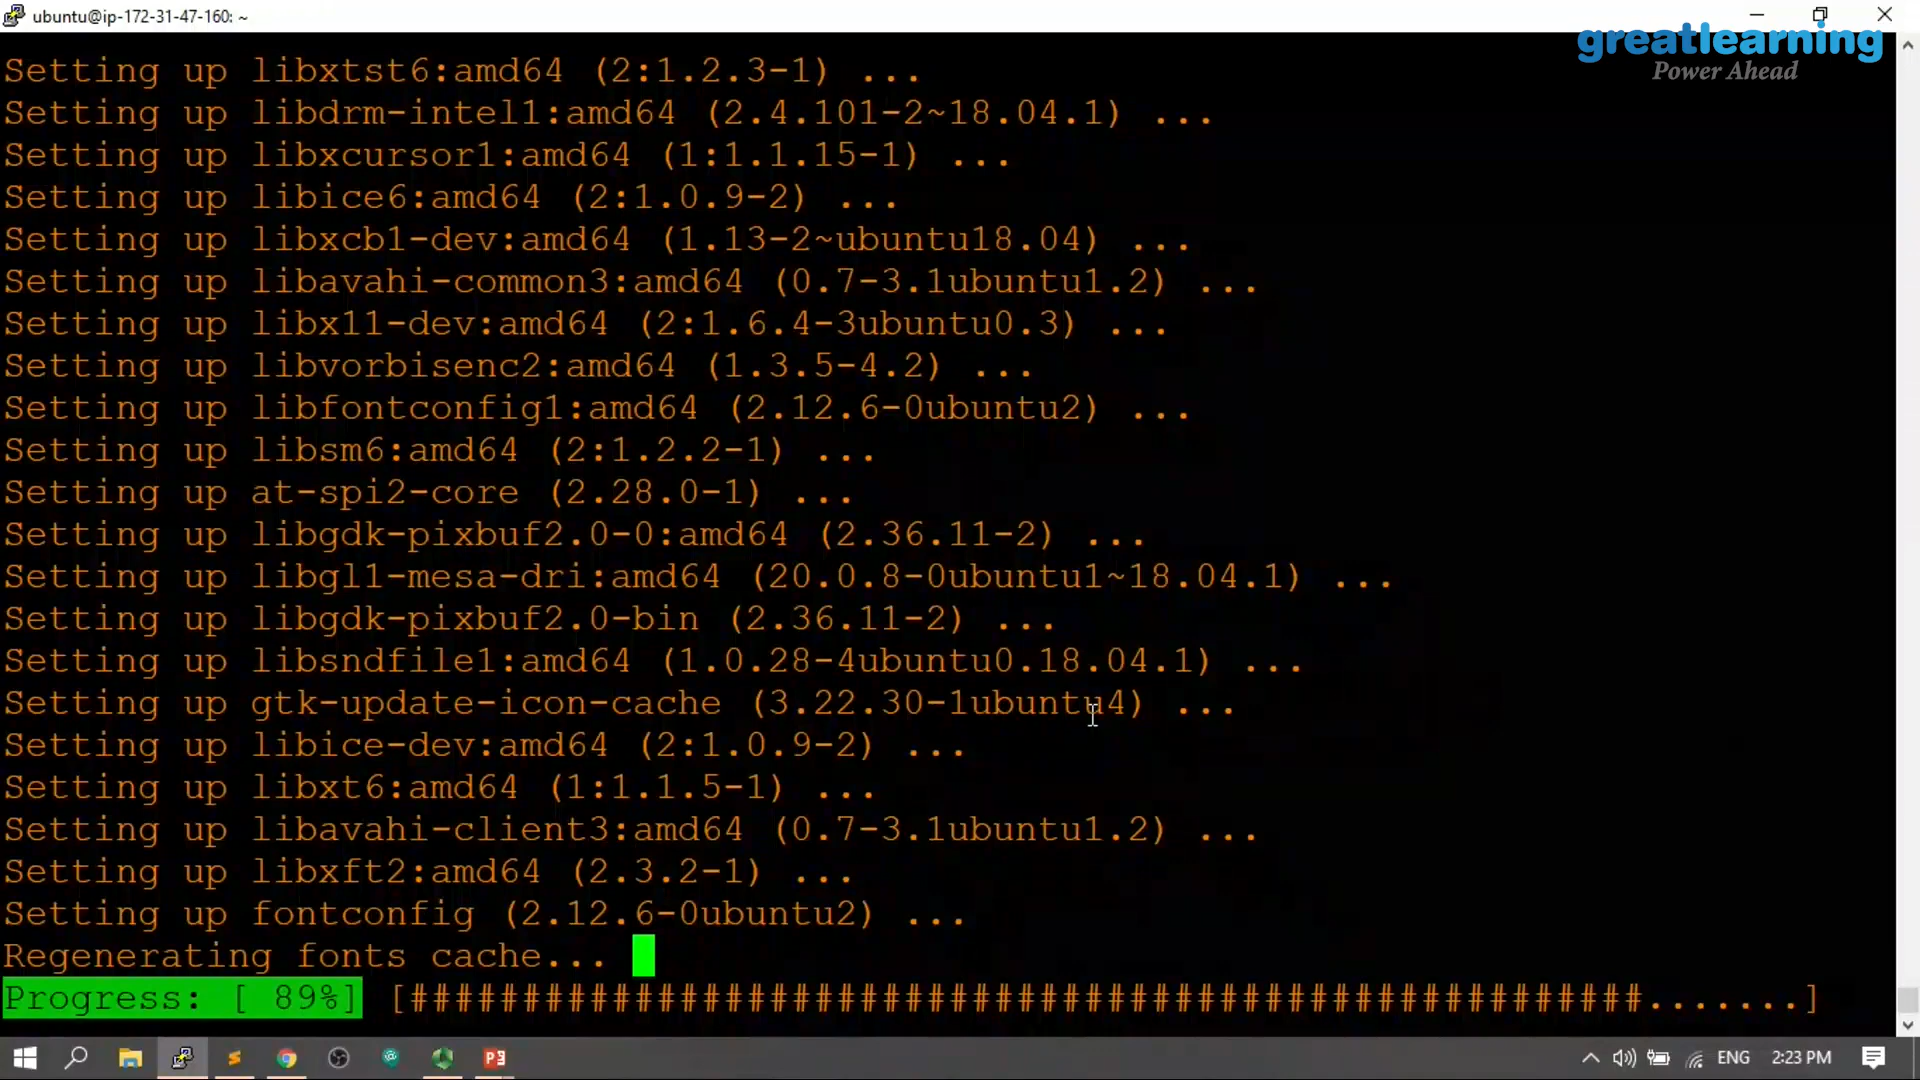 ubuntu@ip-172-31-47-160: ~
greatlearning
Power Ahead
Setting up libxtst6:amd64 (2:1.2.3-1) ...
Setting up libdrm-intel1:amd64 (2.4.101-2~18.04.1) ...
Setting up libxcursor1:amd64 (1:1.1.15-1) ...
Setting up libice6:amd64 (2:1.0.9-2) ...
Setting up libxcb1-dev:amd64 (1.13-2~ubuntu18.04) ...
Setting up libavahi-common3:amd64 (0.7-3.1ubuntu1.2) ...
Setting up libx11-dev:amd64 (2:1.6.4-3ubuntu0.3) ...
Setting up libvorbisenc2:amd64 (1.3.5-4.2) ...
Setting up libfontconfig1:amd64 (2.12.6-0ubuntu2) ...
Setting up libsm6:amd64 (2:1.2.2-1) ...
Setting up at-spi2-core (2.28.0-1) ...
Setting up libgdk-pixbuf2.0-0:amd64 (2.36.11-2) ...
Setting up libgl1-mesa-dri:amd64 (20.0.8-0ubuntu1~18.04.1) ...
Setting up libgdk-pixbuf2.0-bin (2.36.11-2) ...
Setting up libsndfile1:amd64 (1.0.28-4ubuntu0.18.04.1) ...
Setting up gtk-update-icon-cache (3.22.30-1ubuntu4) ...
Setting up libice-dev:amd64 (2:1.0.9-2) ...
Setting up libxt6:amd64 (1:1.1.5-1) ...
Setting up libavahi-client3:amd64 (0.7-3.1ubuntu1.2) ...
Setting up libxft2:amd64 (2.3.2-1) ...
Setting up fontconfig (2.12.6-0ubuntu2) ...
Regenerating fonts cache...
Progress: [ 89%] [#######################################################.......]
ENG 2:23 PM